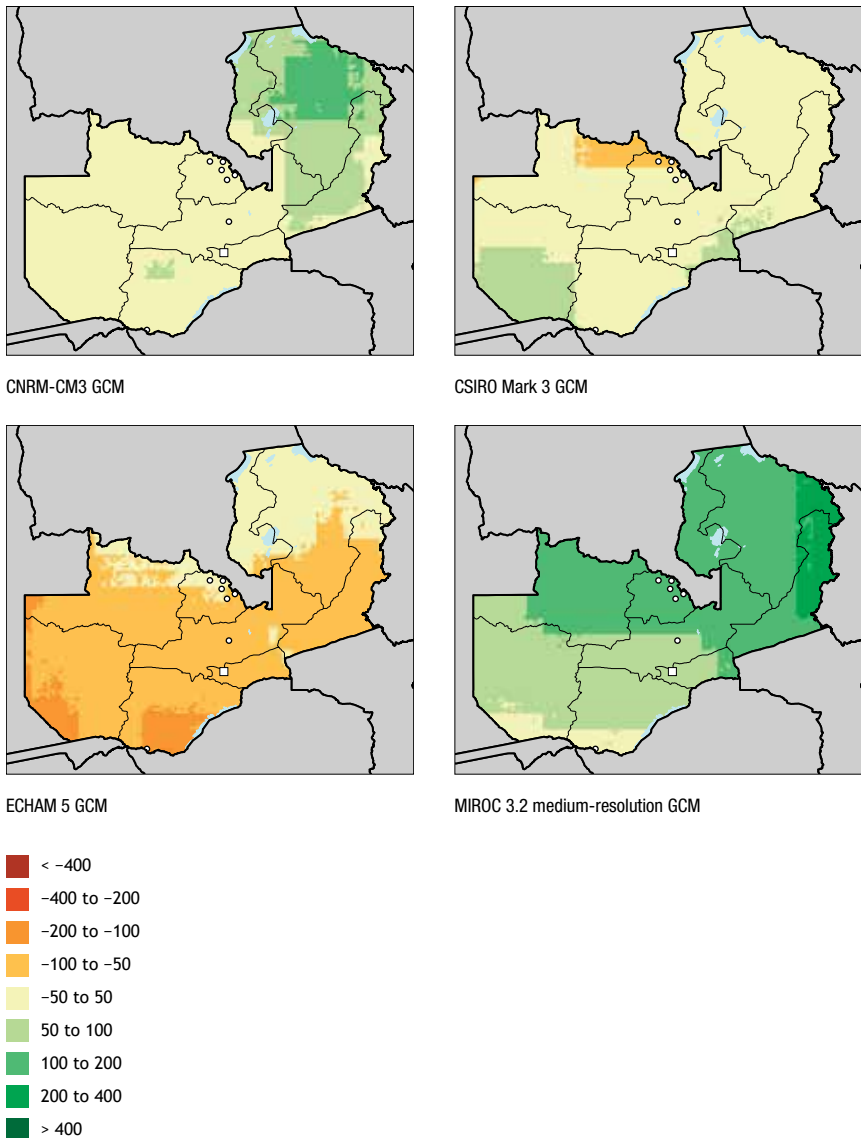 CNRM-CM3 GCM
CSIRO Mark 3 GCM
ECHAM 5 GCM
MIROC 3.2 medium-resolution GCM
< −400
−400 to −200
−200 to −100
−100 to −50
−50 to 50
50 to 100
100 to 200
200 to 400
> 400